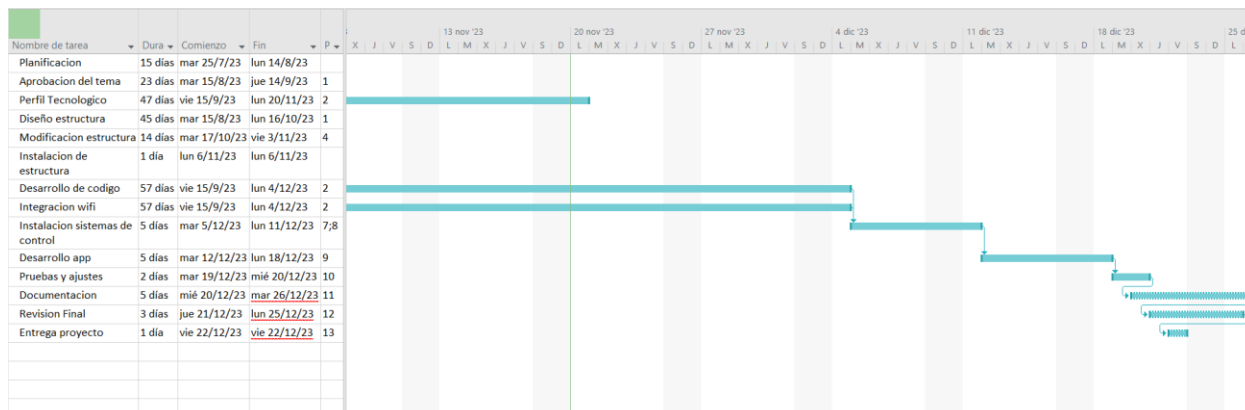 13 nov '23 20 nov '23 27 nov '23 4 dic '23 11 dic '23 18 dic '23 25 d
Nombre de tarea Dura Comienzo Fin P X J V S D L M X J V S D L M X J V S D L M X J V S D L M X J V S D L M X J V S D L M X J V S D L
Planificacion 15 días mar 25/7/23 lun 14/8/23
Aprobacion del tema 23 días mar 15/8/23 jue 14/9/23 1
Perfil Tecnologico 47 días vie 15/9/23 lun 20/11/23 2
Diseño estructura 45 días mar 15/8/23 lun 16/10/23 1
Modificacion estructura 14 días mar 17/10/23 vie 3/11/23 4
Instalacion de 1 día lun 6/11/23 lun 6/11/23
estructura
Desarrollo de codigo 57 días vie 15/9/23 lun 4/12/23 2
Integracion wifi 57 días vie 15/9/23 lun 4/12/23 2
Instalacion sistemas de 5 días mar 5/12/23 lun 11/12/23 7;8
control
Desarrollo app 5 días mar 12/12/23 lun 18/12/23 9
Pruebas y ajustes 2 días mar 19/12/23 mié 20/12/23 10
Documentacion 5 días mié 20/12/23 mar 26/12/23 11
Revision Final 3 días jue 21/12/23 lun 25/12/23 12
Entrega proyecto 1 día vie 22/12/23 vie 22/12/23 13